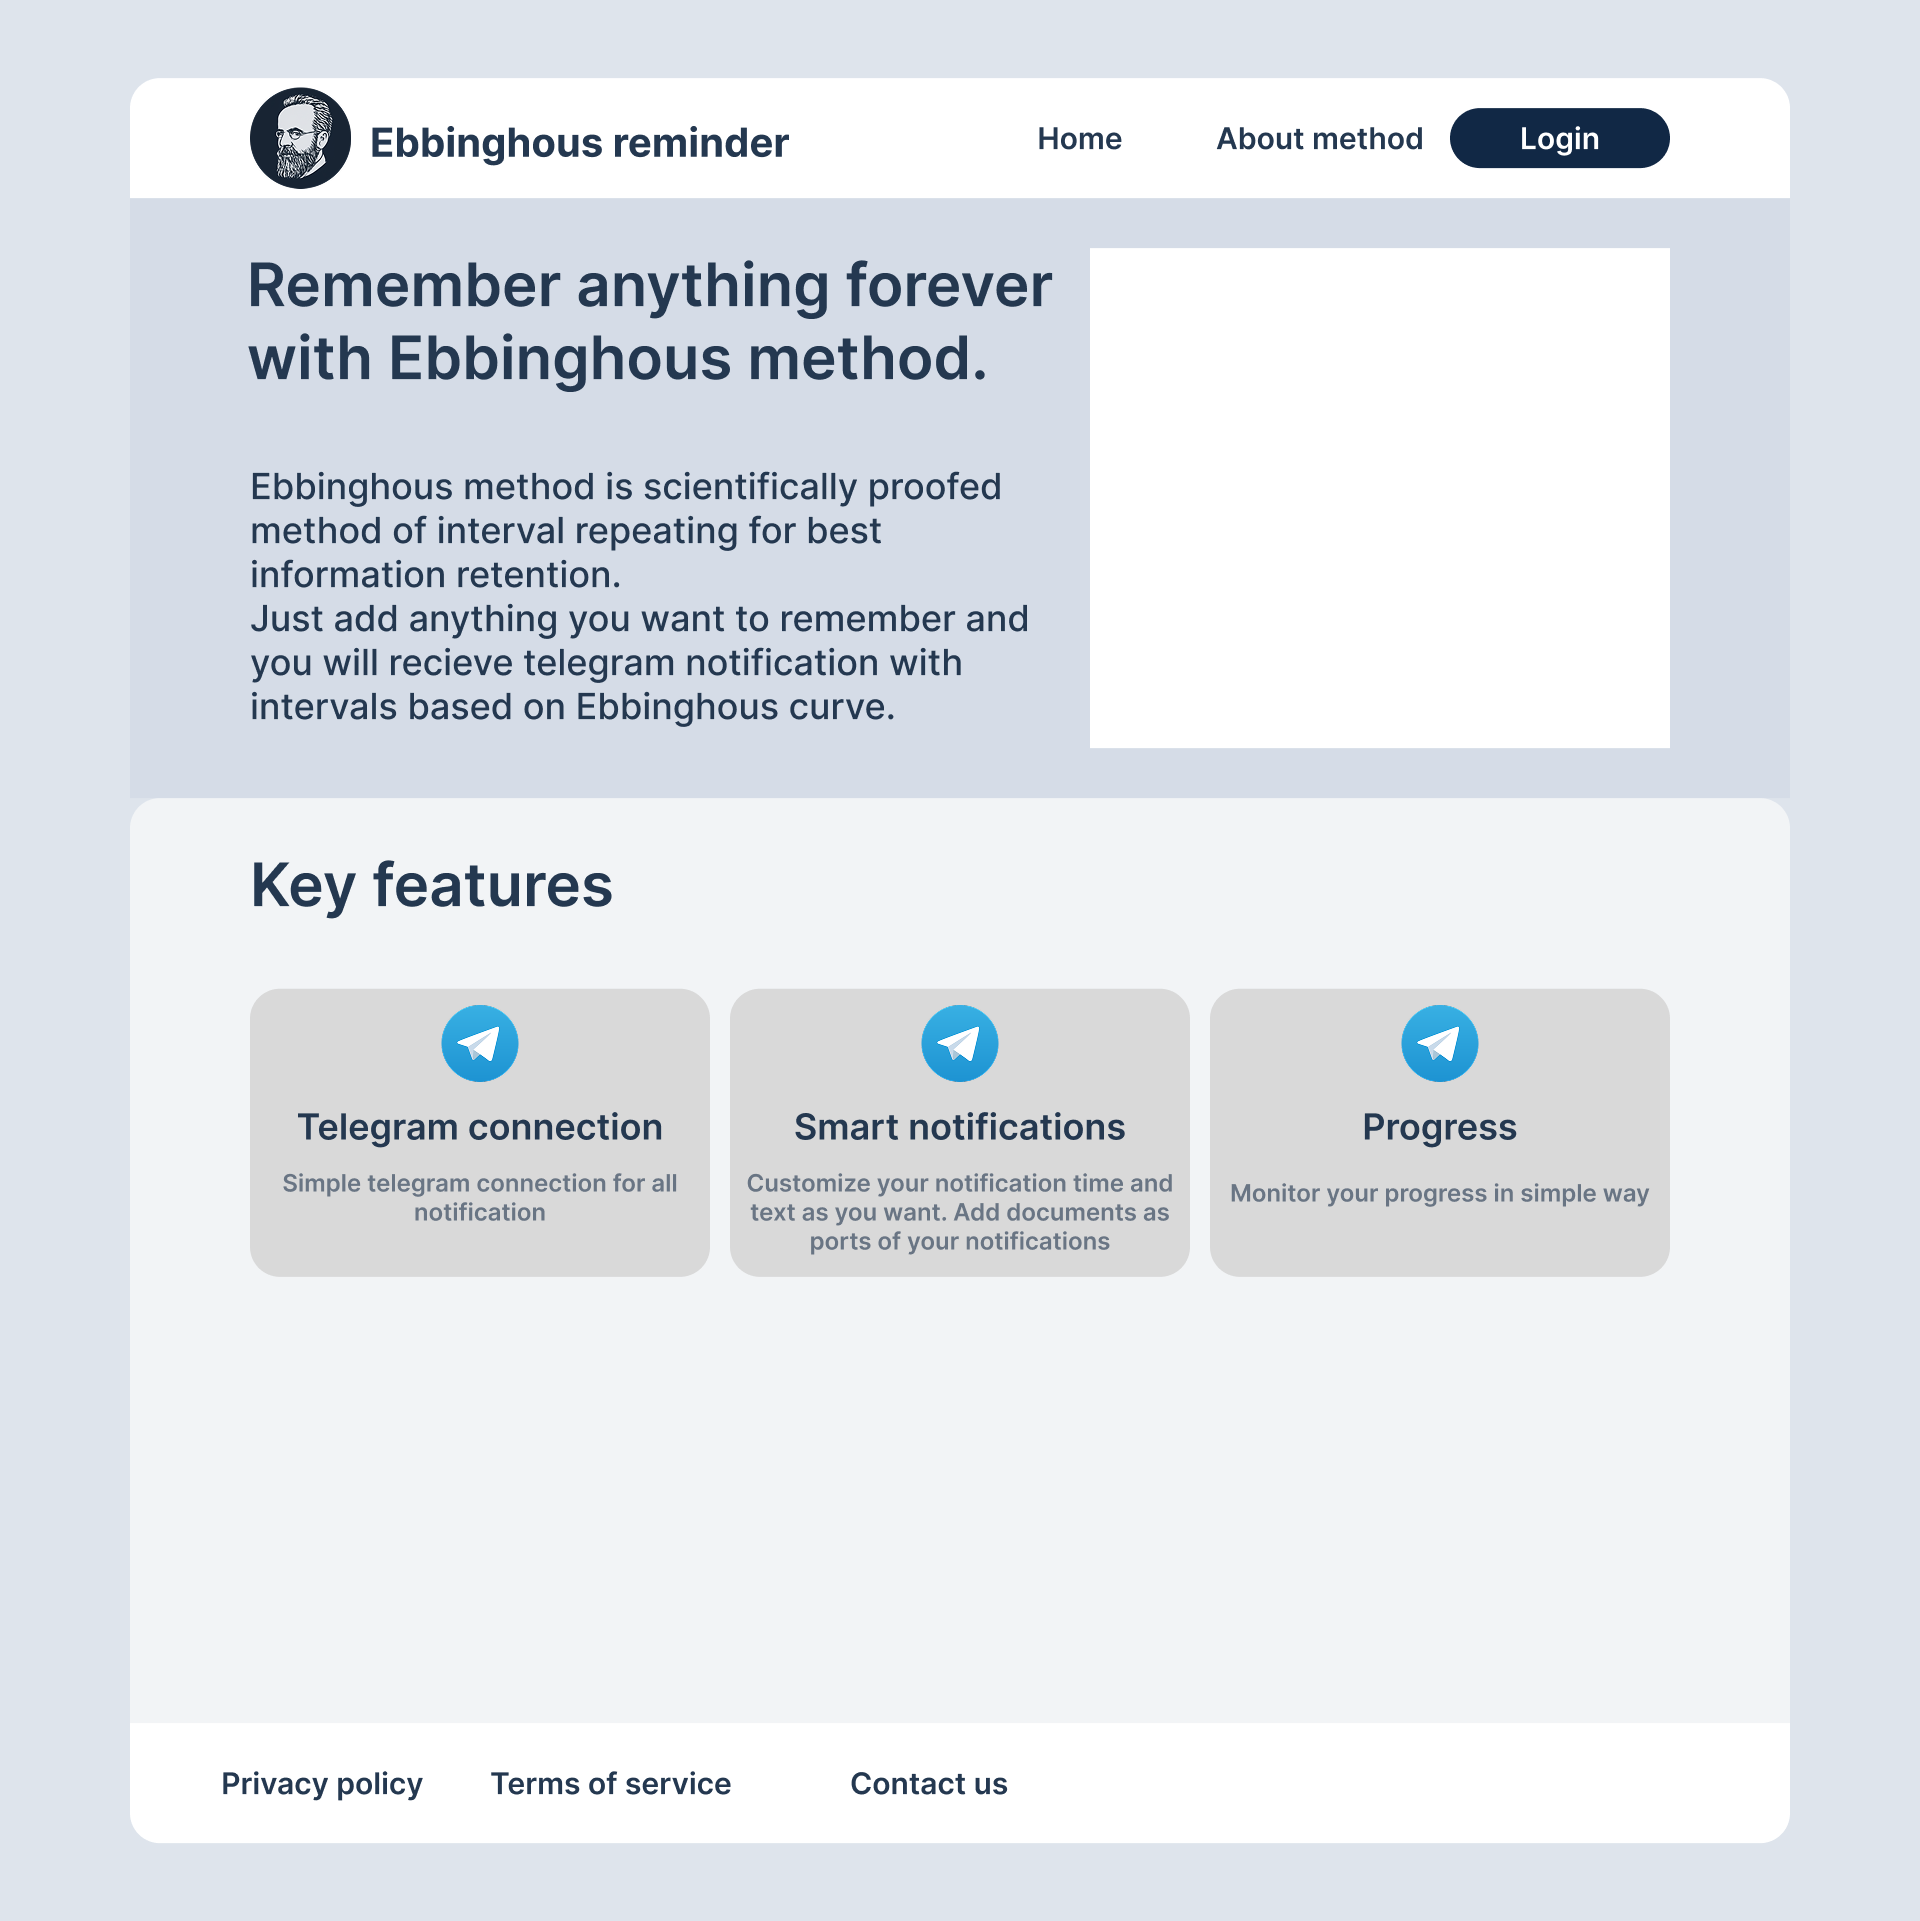 Ebbinghous reminder
Home
About method
Login
Remember anything forever
with Ebbinghous method.
Ebbinghous method is scientifically proofed
method of interval repeating for best
information retention.
Just add anything you want to remember and
you will recieve telegram notification with
intervals based on Ebbinghous curve.
Key features
Telegram connection
Simple telegram connection for all
notification
Smart notifications
Customize your notification time and
text as you want. Add documents as
ports of your notifications
Progress
Monitor your progress in simple way
Privacy policy
Terms of service
Contact us